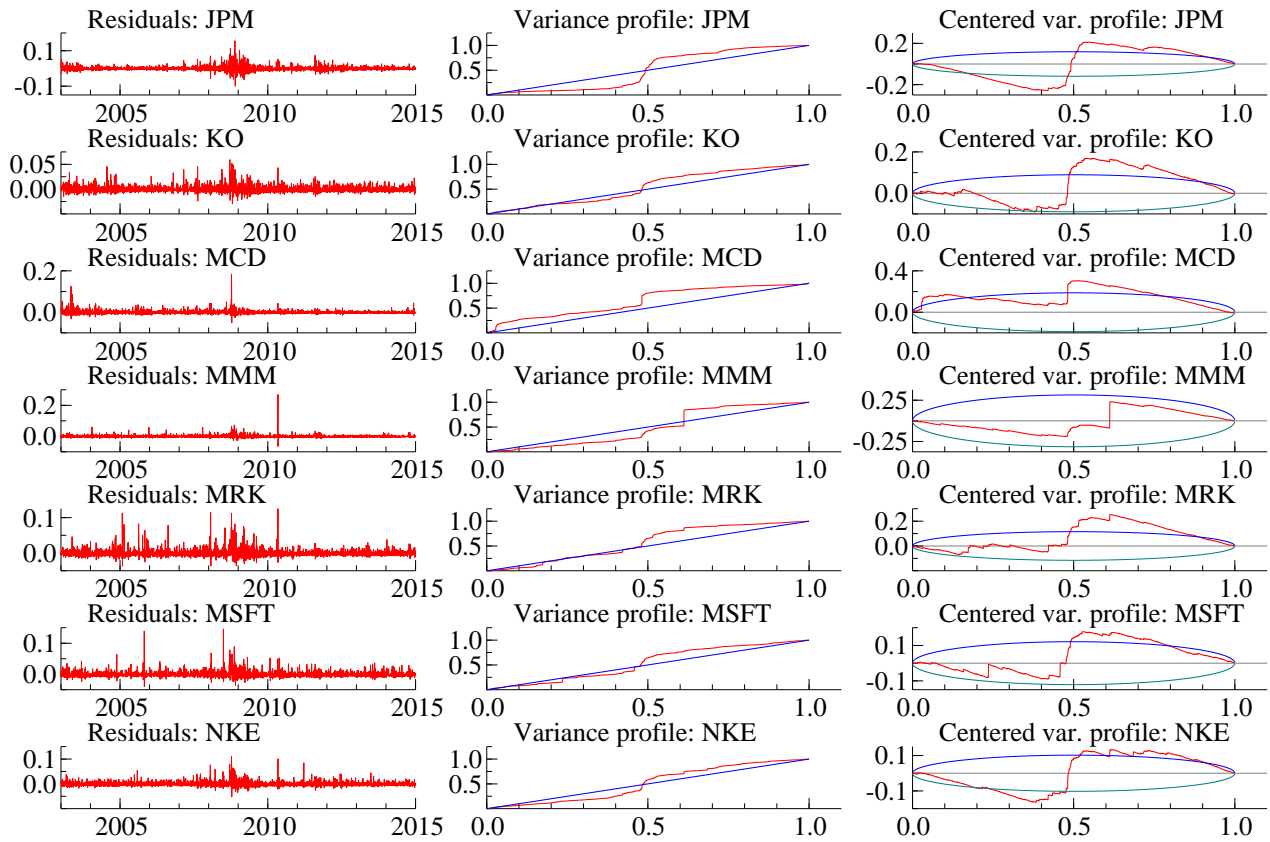 Residuals: JPM
Variance profile: JPM
Centered var. profile: JPM
0.1
-0.1
2005 2010 2015
1.0
0.5
0.0 0.5 1.0
0.2
-0.2
0.0 0.5 1.0
Residuals: KO
Variance profile: KO
Centered var. profile: KO
0.05
0.00
2005 2010 2015
1.0
0.5
0.0 0.5 1.0
0.2
0.0
0.0 0.5 1.0
Residuals: MCD
Variance profile: MCD
Centered var. profile: MCD
0.2
0.0
2005 2010 2015
1.0
0.5
0.0 0.5 1.0
0.4
0.0
0.0 0.5 1.0
Residuals: MMM
Variance profile: MMM
Centered var. profile: MMM
0.2
0.0
2005 2010 2015
1.0
0.5
0.0 0.5 1.0
0.25
-0.25
0.0 0.5 1.0
Residuals: MRK
Variance profile: MRK
Centered var. profile: MRK
0.1
0.0
2005 2010 2015
1.0
0.5
0.0 0.5 1.0
0.2
0.0
0.0 0.5 1.0
Residuals: MSFT
Variance profile: MSFT
Centered var. profile: MSFT
0.1
0.0
2005 2010 2015
1.0
0.5
0.0 0.5 1.0
0.1
-0.1
0.0 0.5 1.0
Residuals: NKE
Variance profile: NKE
Centered var. profile: NKE
0.1
0.0
2005 2010 2015
1.0
0.5
0.0 0.5 1.0
0.1
-0.1
0.0 0.5 1.0